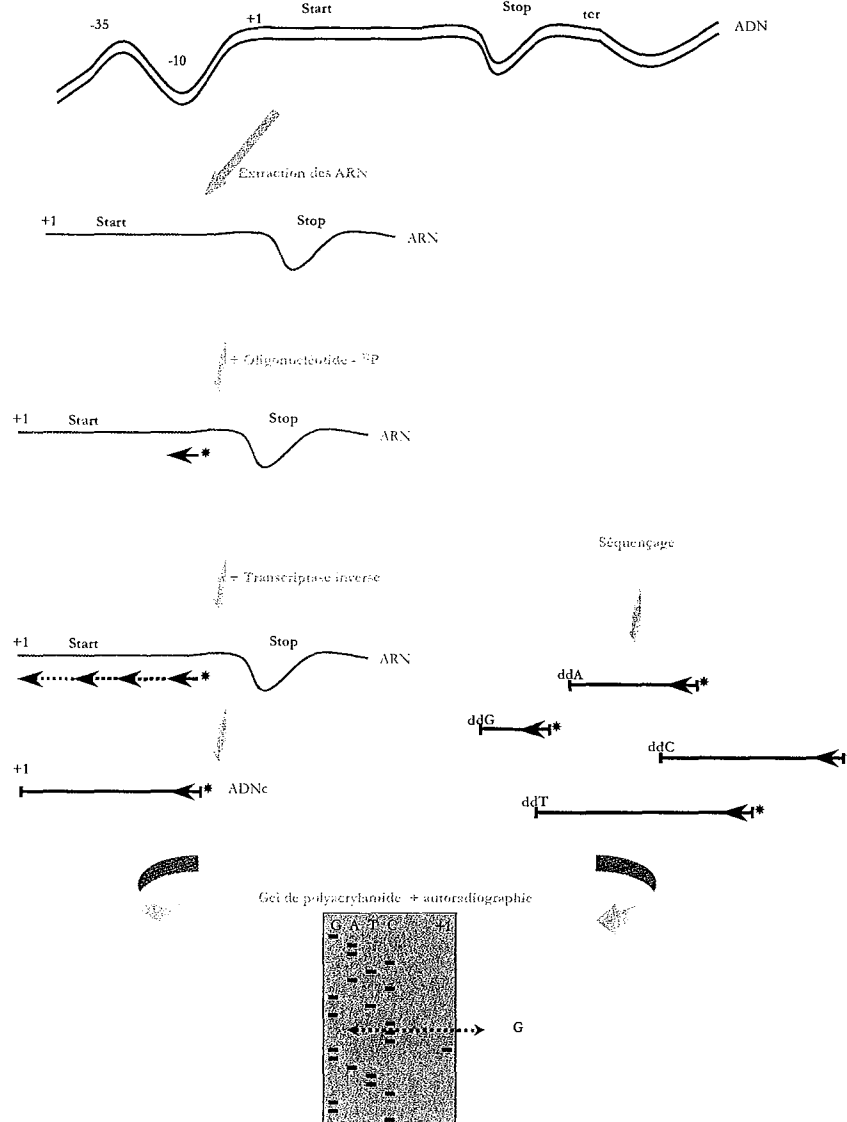 -35
-10
+1
Start
Stop
ter
ADN
Extraction des ARN
+1
Start
Stop
ARN
+ Oligonucléotide - ³²P
+1
Start
Stop
ARN
+ Transcriptase inverse
Séquençage
+1
Start
Stop
ARN
ddA
ddG
ddC
ddT
+1
ADNc
Gel de polyacrylamide + autoradiographie
G A T C +1
G